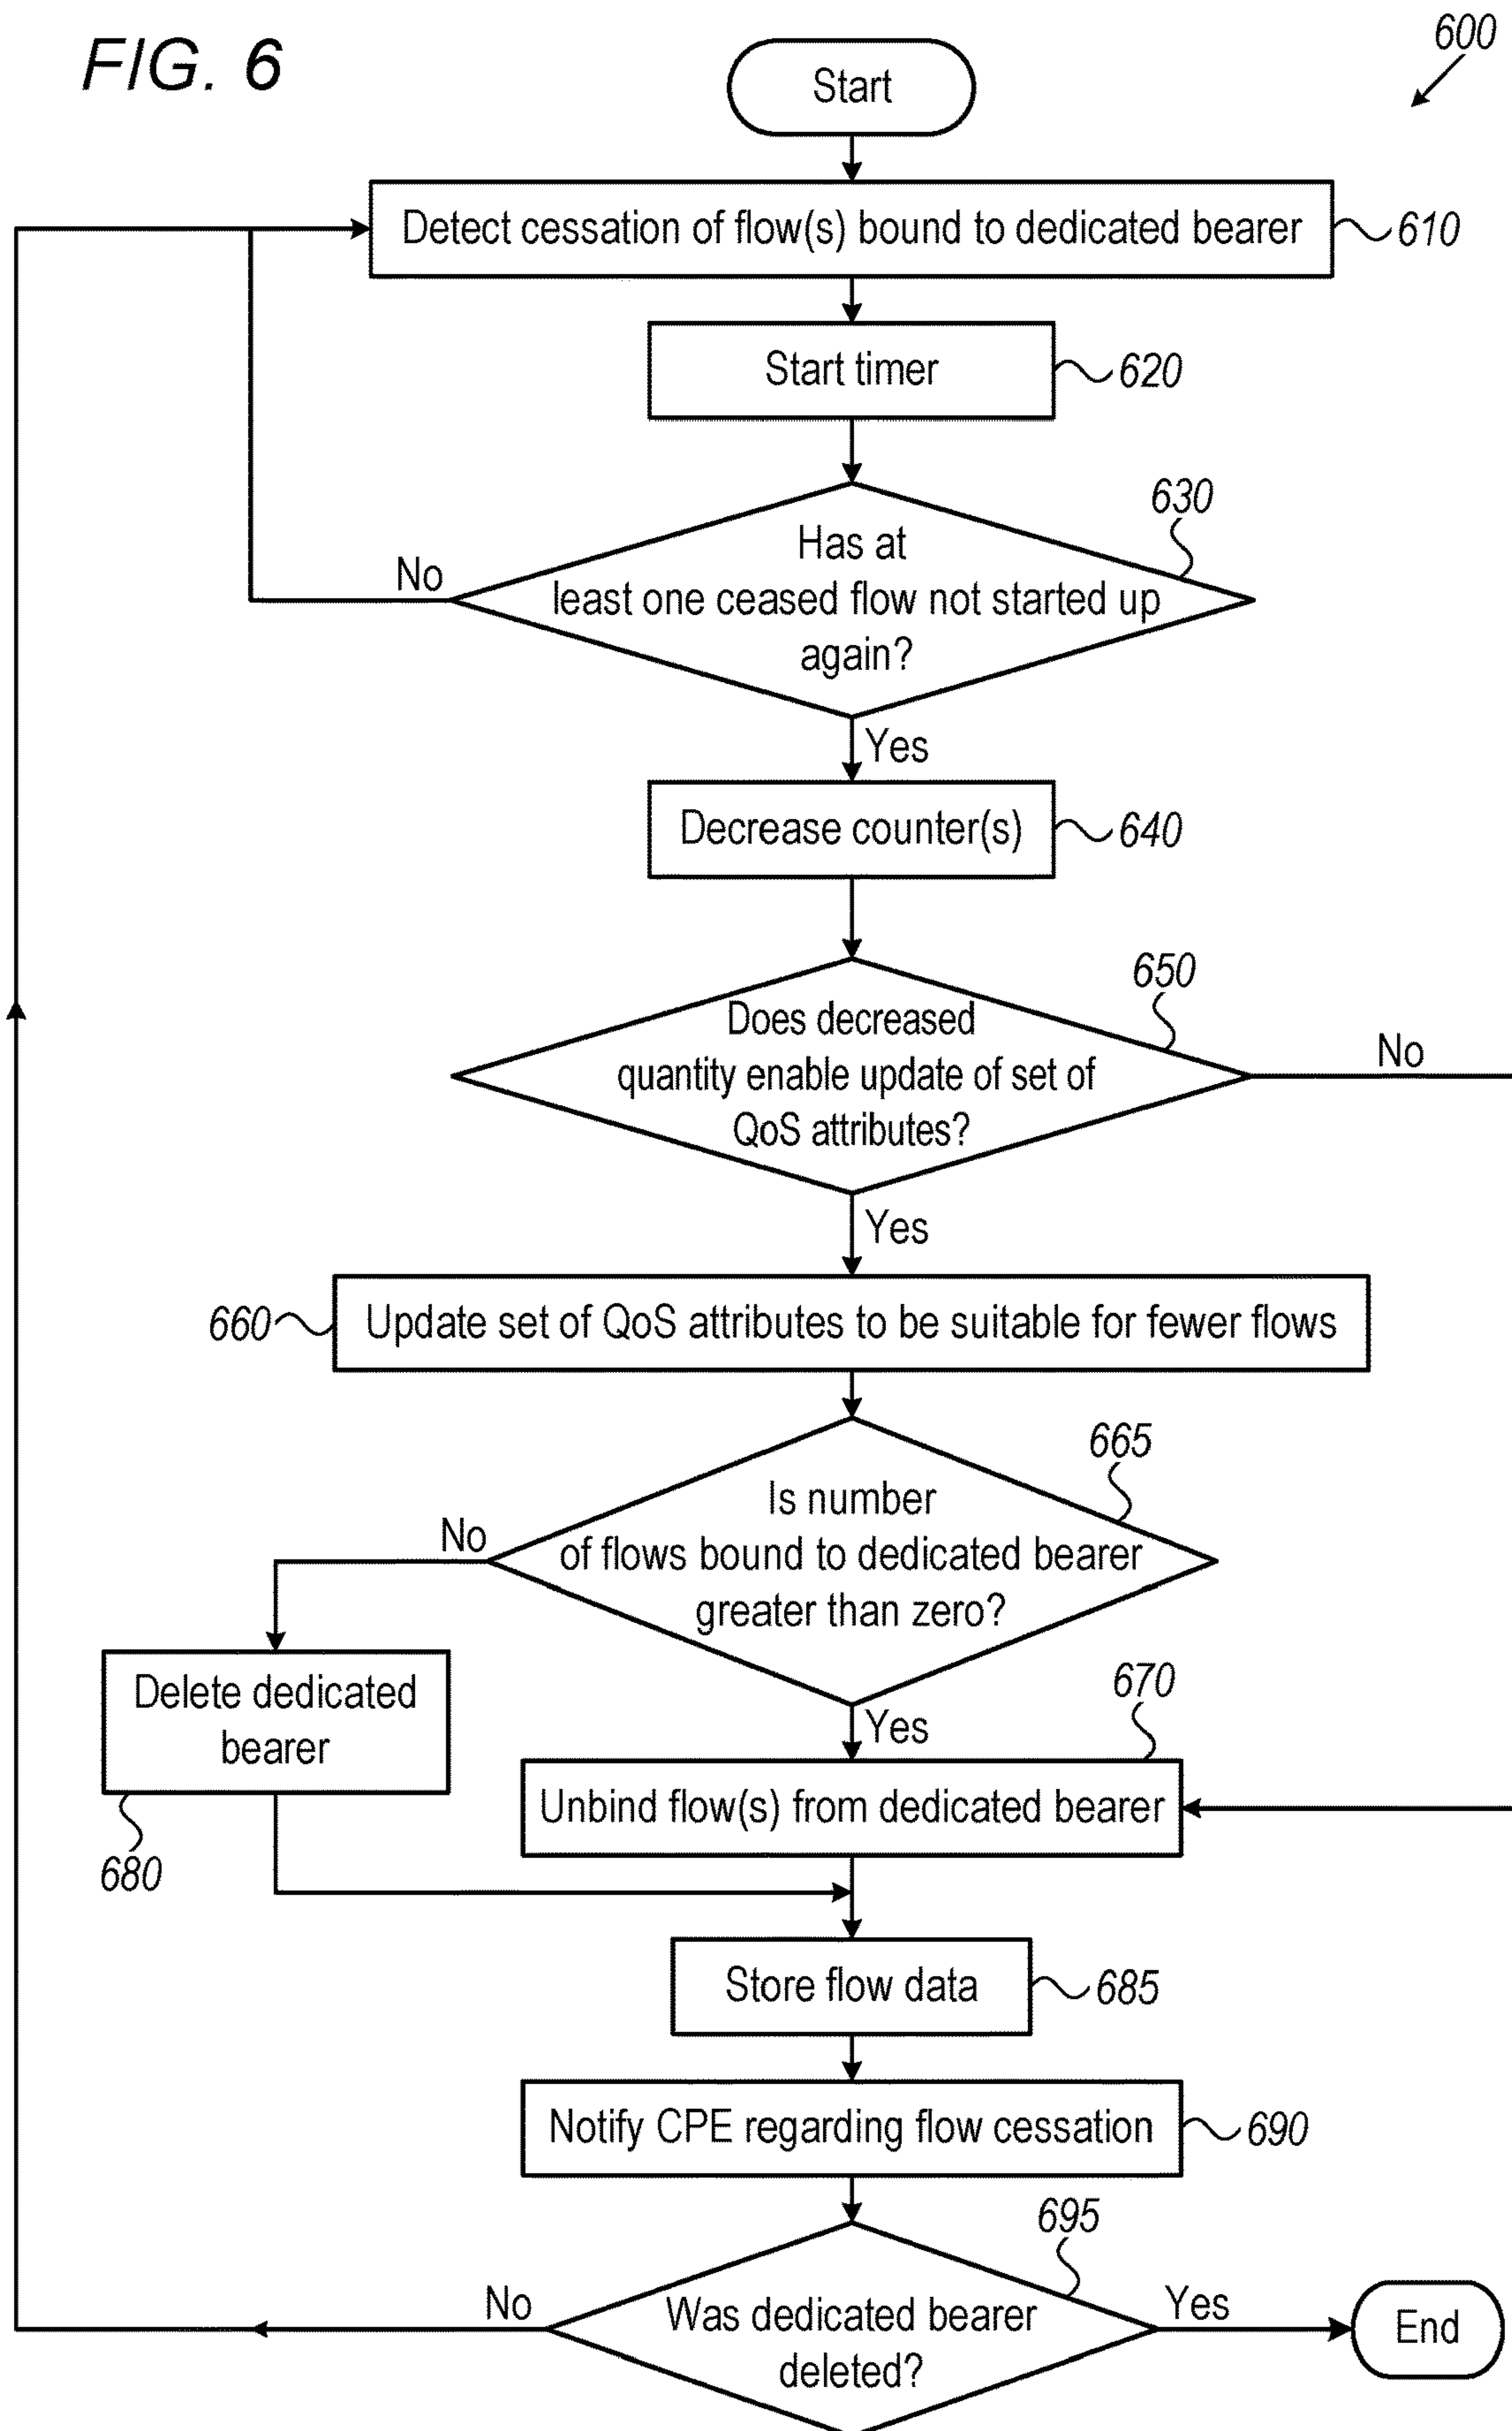 FIG. 6
600
Start
Detect cessation of flow(s) bound to dedicated bearer
610
Start timer
620
630
Has at
least one ceased flow not started up
again?
No
Yes
Decrease counter(s)
640
650
Does decreased
quantity enable update of set of
QoS attributes?
No
Yes
660
Update set of QoS attributes to be suitable for fewer flows
665
Is number
of flows bound to dedicated bearer
greater than zero?
No
Yes
Delete dedicated
bearer
680
670
Unbind flow(s) from dedicated bearer
Store flow data
685
Notify CPE regarding flow cessation
690
695
Was dedicated bearer
deleted?
No
Yes
End